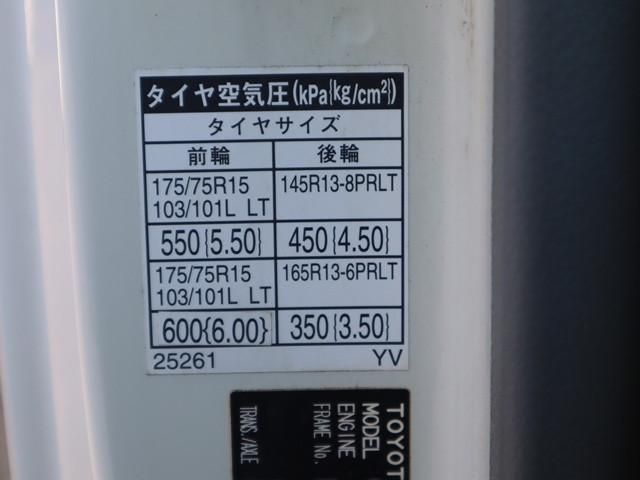 タイヤ空気圧(kPa{kg/cm²})
タイヤサイズ
前輪 後輪
175/75R15 145R13-8PRLT
103/101L LT
550{5.50} 450{4.50}
175/75R15 165R13-6PRLT
103/101L LT
600{6.00} 350{3.50}
25261 YV
TOYOT
MODEL
ENGINE
FRAME No.
TRANS./AXLE